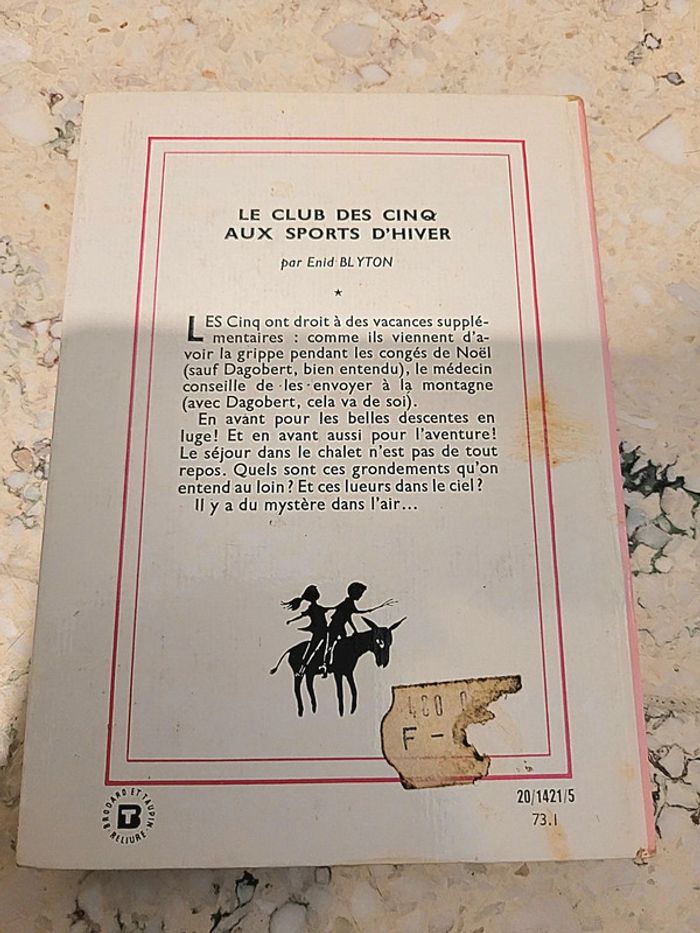 LE CLUB DES CINQ
AUX SPORTS D'HIVER
par Enid BLYTON
★
LES Cinq ont droit à des vacances supplé-
mentaires : comme ils viennent d'a-
voir la grippe pendant les congés de Noël
(sauf Dagobert, bien entendu), le médecin
conseille de les envoyer à la montagne
(avec Dagobert, cela va de soi).
En avant pour les belles descentes en
luge! Et en avant aussi pour l'aventure!
Le séjour dans le chalet n'est pas de tout
repos. Quels sont ces grondements qu'on
entend au loin? Et ces lueurs dans le ciel?
Il y a du mystère dans l'air...
F -
BRODARD ET TAUPIN
BT
RELIURE
20/1421/5
73.1